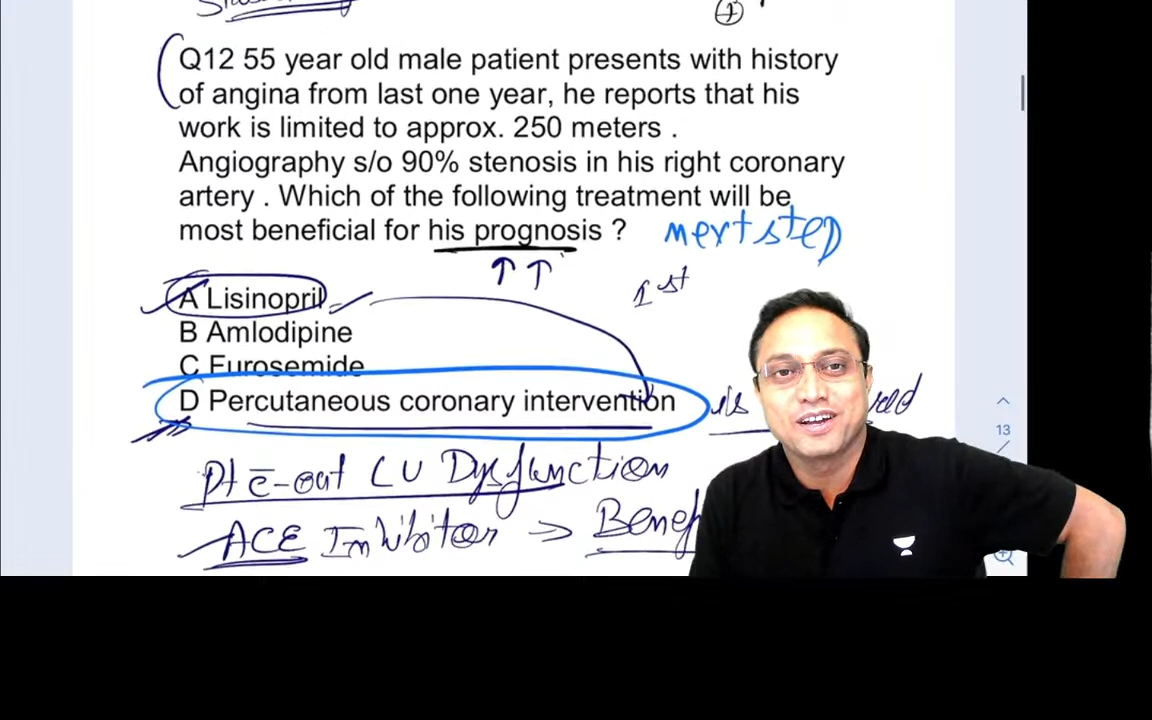 Q12 55 year old male patient presents with history
of angina from last one year, he reports that his
work is limited to approx. 250 meters .
Angiography s/o 90% stenosis in his right coronary
artery . Which of the following treatment will be
most beneficial for his prognosis ?
next step
1st
A Lisinopril
B Amlodipine
C Furosemide
D Percutaneous coronary intervention
is
13
Pt c̄-out LV Dysfunction
ACE Inhibitor ⇒ Benef